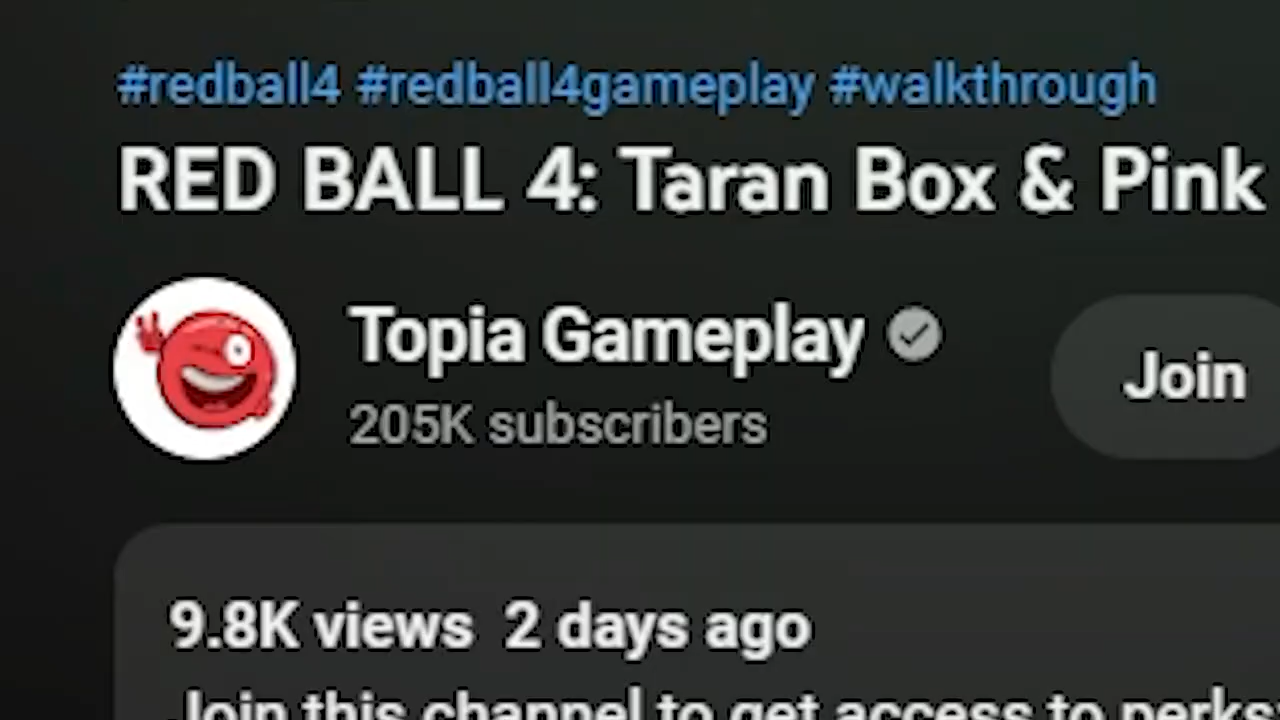 #redball4 #redball4gameplay #walkthrough
RED BALL 4: Taran Box & Pink
Topia Gameplay
205K subscribers
Join
9.8K views 2 days ago
Join this channel to get access to perks